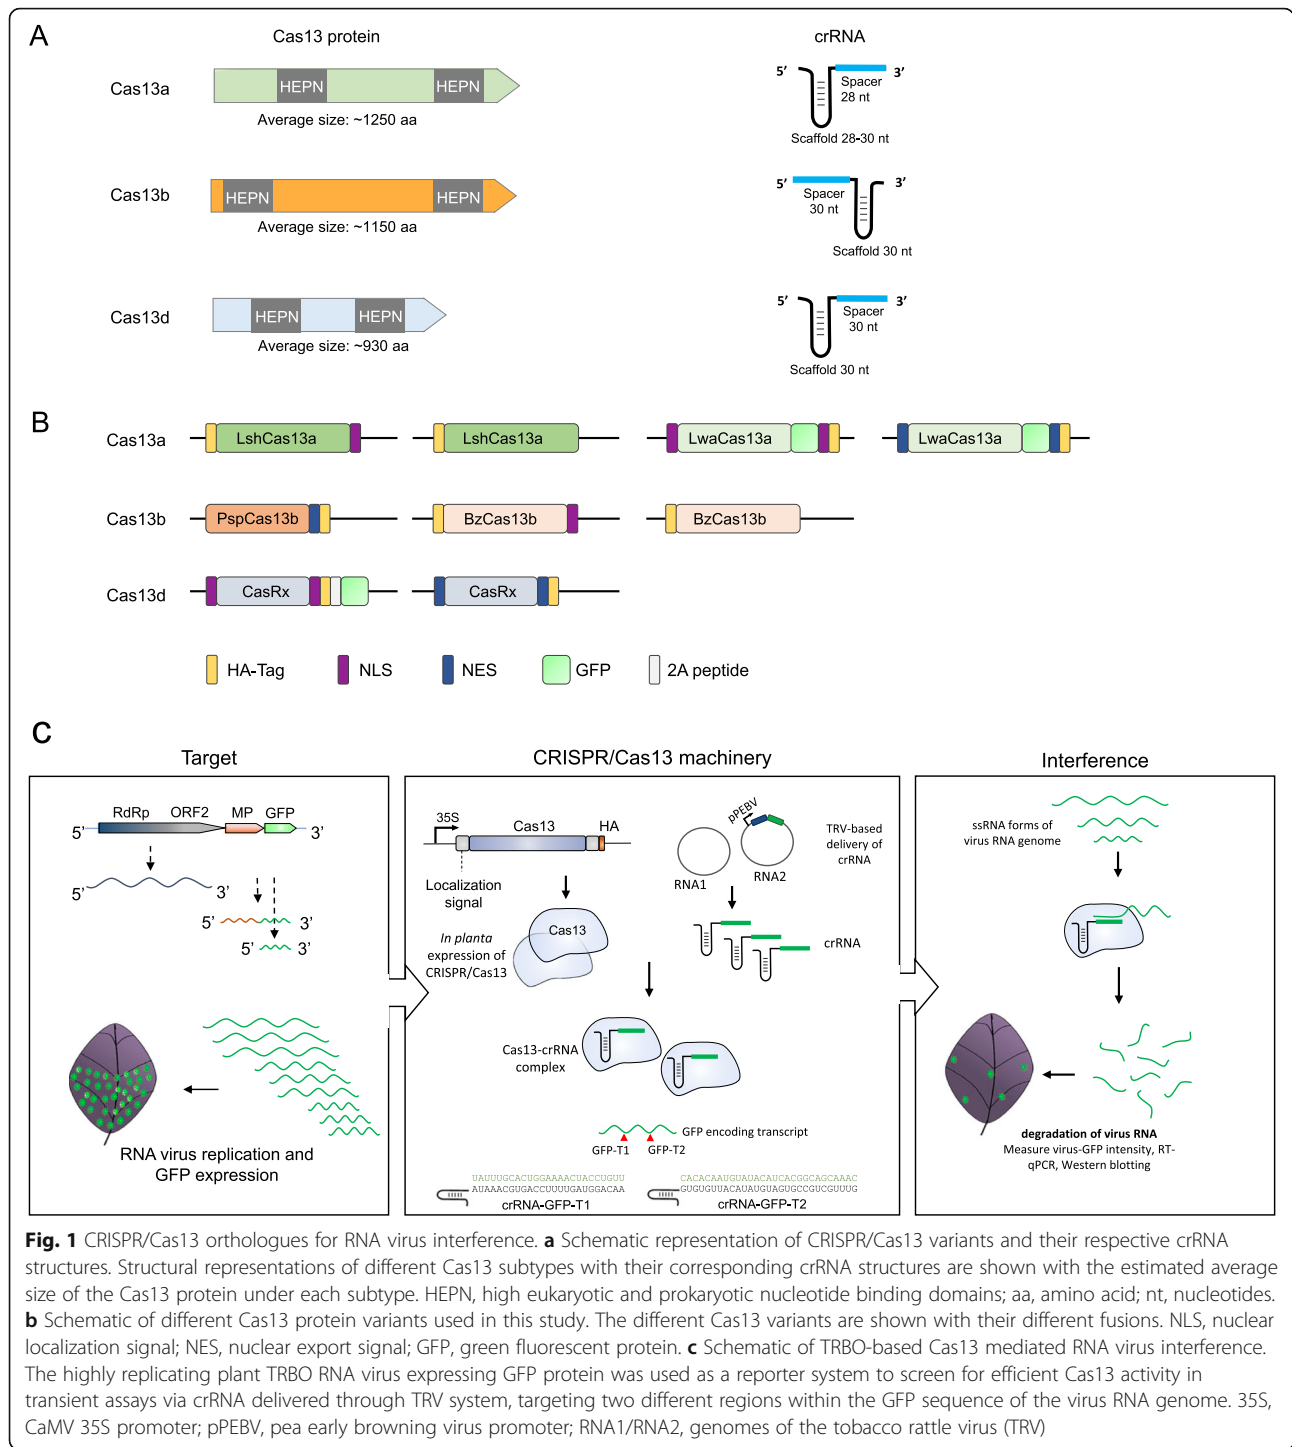 A
Cas13 protein
crRNA
Cas13a
HEPN
HEPN
Average size: ~1250 aa
5’
3’
Spacer
28 nt
Scaffold 28-30 nt
Cas13b
HEPN
HEPN
Average size: ~1150 aa
5’
3’
Spacer
30 nt
Scaffold 30 nt
Cas13d
HEPN
HEPN
Average size: ~930 aa
5’
3’
Spacer
30 nt
Scaffold 30 nt
B
Cas13a
LshCas13a
LshCas13a
LwaCas13a
LwaCas13a
Cas13b
PspCas13b
BzCas13b
BzCas13b
Cas13d
CasRx
CasRx
HA-Tag
NLS
NES
GFP
2A peptide
C
Target
CRISPR/Cas13 machinery
Interference
RdRp
ORF2
MP
GFP
5’
3’
5’
3’
5’
3’
5’
3’
RNA virus replication and
GFP expression
35S
Cas13
HA
Localization
signal
In planta
expression of
CRISPR/Cas13
Cas13
pPEBV
RNA1
RNA2
TRV-based
delivery of
crRNA
crRNA
Cas13-crRNA
complex
GFP encoding transcript
GFP-T1
GFP-T2
UAUUUGCACUGGAAAACUACCUGUU
AUAAACGUGACCUUUUGAUGGACAA
crRNA-GFP-T1
CACACAAUGUAUACAUCACGGCAGCAAAC
GUGUGUUACAUAUGUAGUGCCGUCGUUUG
crRNA-GFP-T2
ssRNA forms of
virus RNA genome
degradation of virus RNA
Measure virus-GFP intensity, RT-
qPCR, Western blotting
Fig. 1 CRISPR/Cas13 orthologues for RNA virus interference. a Schematic representation of CRISPR/Cas13 variants and their respective crRNA
structures. Structural representations of different Cas13 subtypes with their corresponding crRNA structures are shown with the estimated average
size of the Cas13 protein under each subtype. HEPN, high eukaryotic and prokaryotic nucleotide binding domains; aa, amino acid; nt, nucleotides.
b Schematic of different Cas13 protein variants used in this study. The different Cas13 variants are shown with their different fusions. NLS, nuclear
localization signal; NES, nuclear export signal; GFP, green fluorescent protein. c Schematic of TRBO-based Cas13 mediated RNA virus interference.
The highly replicating plant TRBO RNA virus expressing GFP protein was used as a reporter system to screen for efficient Cas13 activity in
transient assays via crRNA delivered through TRV system, targeting two different regions within the GFP sequence of the virus RNA genome. 35S,
CaMV 35S promoter; pPEBV, pea early browning virus promoter; RNA1/RNA2, genomes of the tobacco rattle virus (TRV)